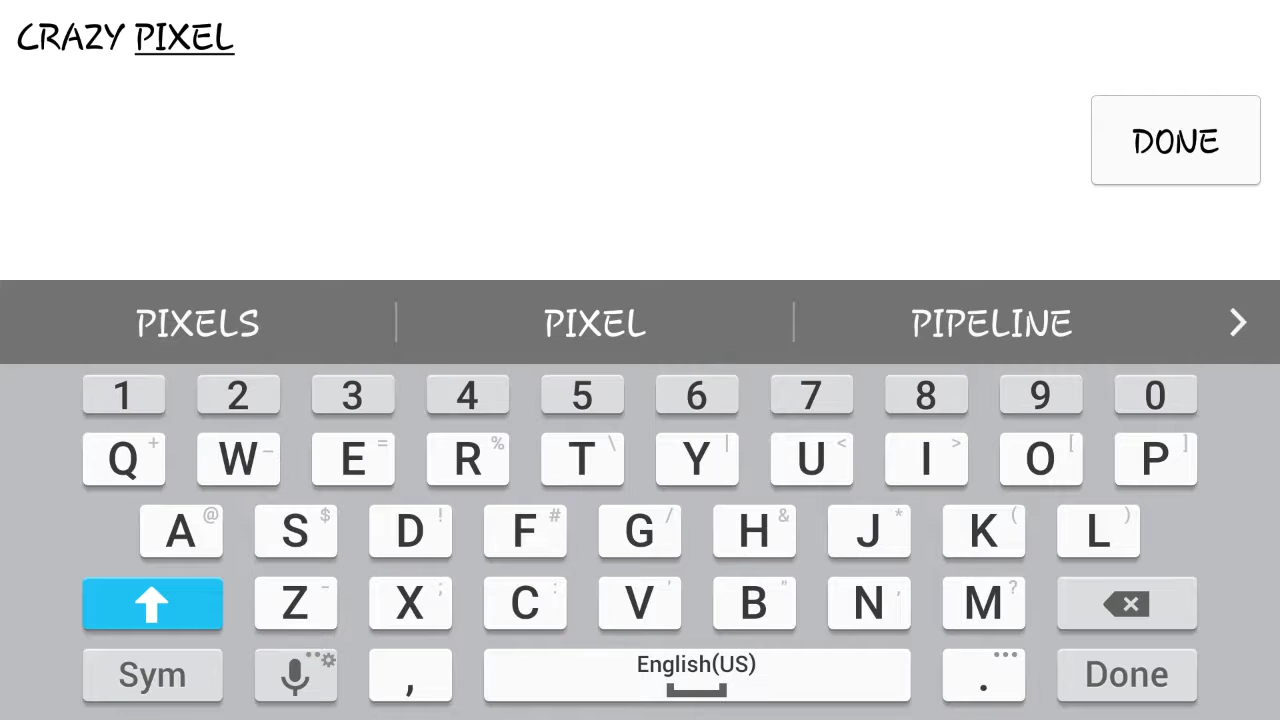 CRAZY PIXEL
DONE
PIXELS PIXEL PIPELINE
1 2 3 4 5 6 7 8 9 0
Q + W _ E = R % T \ Y | U < I > O [ P ]
A @ S $ D ! F # G / H & J * K ( L )
Z - X ; C : V ' B " N , M ?
Sym , English(US) . Done